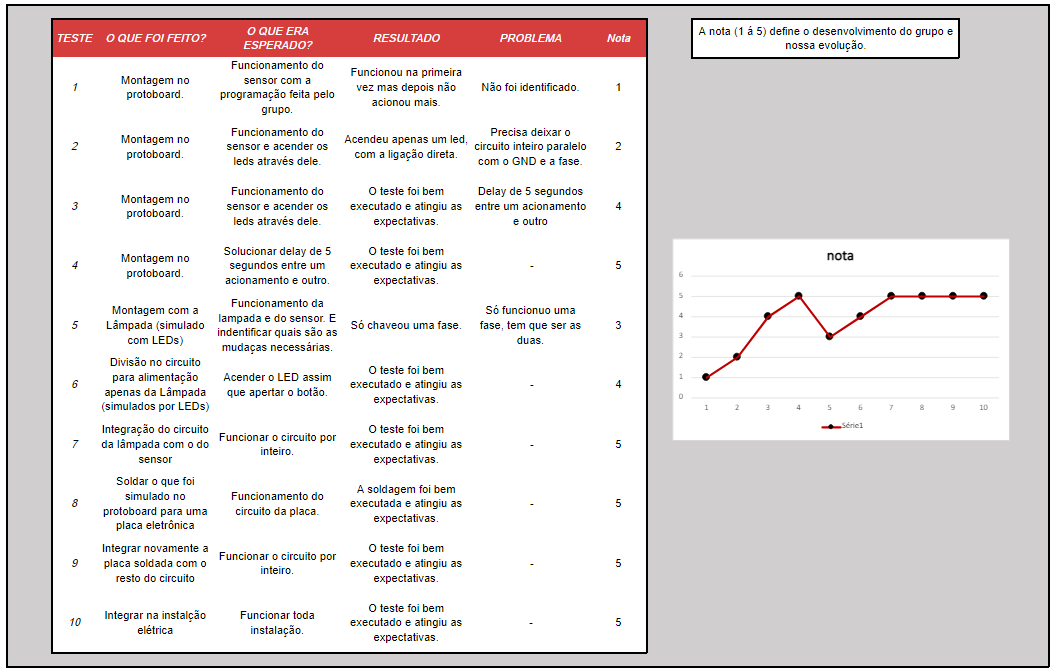 TESTE O QUE FOI FEITO? O QUE ERA ESPERADO? RESULTADO PROBLEMA Nota
1
Montagem no
protoboard.
Funcionamento do
sensor com a
programação feita pelo
grupo.
Funcionou na primeira
vez mas depois não
acionou mais.
Não foi identificado.
1
2
Montagem no
protoboard.
Funcionamento do
sensor e acender os
leds através dele.
Acendeu apenas um led,
com a ligação direta.
Precisa deixar o
circuito inteiro paralelo
com o GND e a fase.
2
3
Montagem no
protoboard.
Funcionamento do
sensor e acender os
leds através dele.
O teste foi bem
executado e atingiu as
expectativas.
Delay de 5 segundos
entre um acionamento
e outro
4
4
Montagem no
protoboard.
Solucionar delay de 5
segundos entre um
acionamento e outro.
O teste foi bem
executado e atingiu as
expectativas.
-
5
5
Montagem com a
Lâmpada (simulado
com LEDs)
Funcionamento da
lampada e do sensor. E
indentificar quais são as
mudaças necessárias.
Só chaveou uma fase.
Só funcionuo uma
fase, tem que ser as
duas.
3
6
Divisão no circuito
para alimentação
apenas da Lâmpada
(simulados por LEDs)
Acender o LED assim
que apertar o botão.
O teste foi bem
executado e atingiu as
expectativas.
-
4
7
Integração do circuito
da lâmpada com o do
sensor
Funcionar o circuito por
inteiro.
O teste foi bem
executado e atingiu as
expectativas.
-
5
8
Soldar o que foi
simulado no
protoboard para uma
placa eletrônica
Funcionamento do
circuito da placa.
A soldagem foi bem
executada e atingiu as
expectativas.
-
5
9
Integrar novamente a
placa soldada com o
resto do circuito
Funcionar o circuito por
inteiro.
O teste foi bem
executado e atingiu as
expectativas.
-
5
10
Integrar na instalção
elétrica
Funcionar toda
instalação.
O teste foi bem
executado e atingiu as
expectativas.
-
5
A nota (1 á 5) define o desenvolvimento do grupo e
nossa evolução.
nota
6
5
4
3
2
1
0
1 2 3 4 5 6 7 8 9 10
Série1